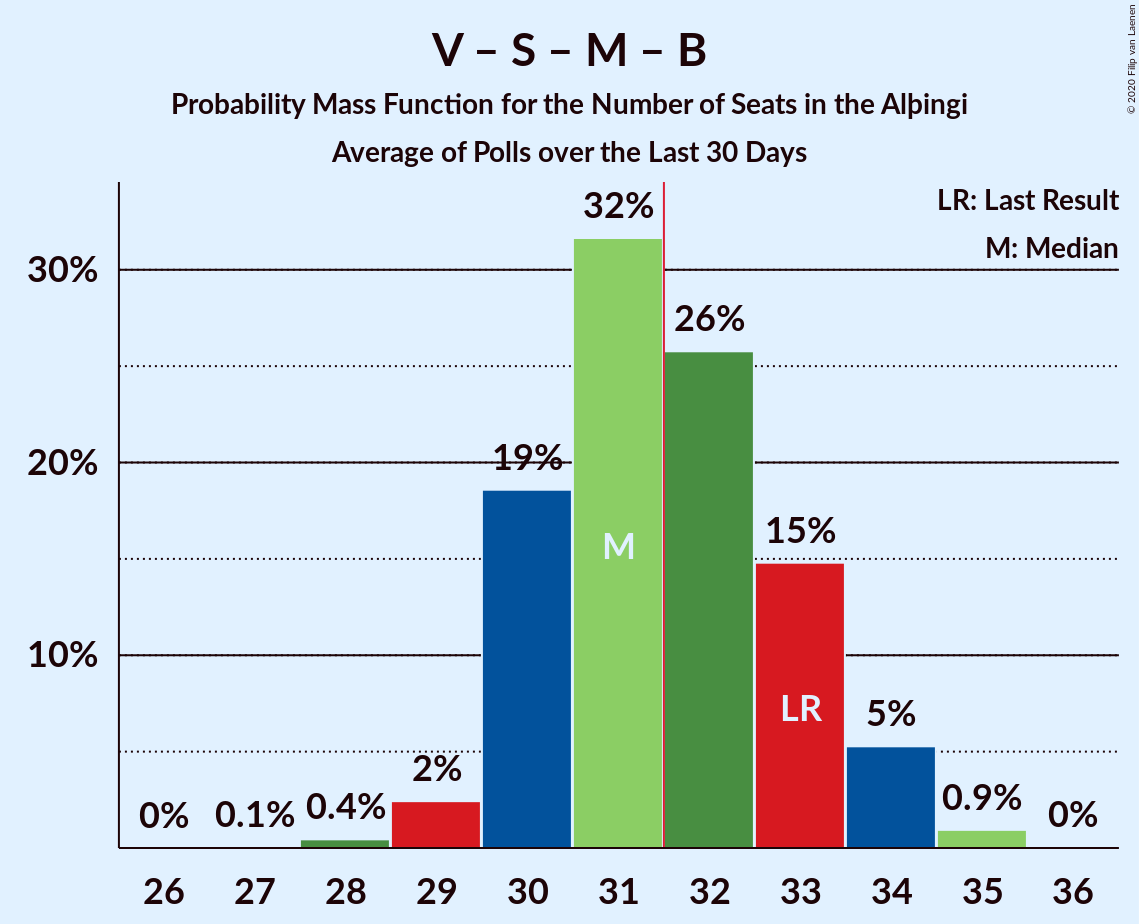 V – S – M – B
Probability Mass Function for the Number of Seats in the Alþingi
Average of Polls over the Last 30 Days
© 2020 Filip van Laenen
LR: Last Result
M: Median
32%
30%
26%
20%
19%
15%
M
10%
LR
5%
2%
0%
0.1%
0.4%
0.9%
0%
26 27 28 29 30 31 32 33 34 35 36